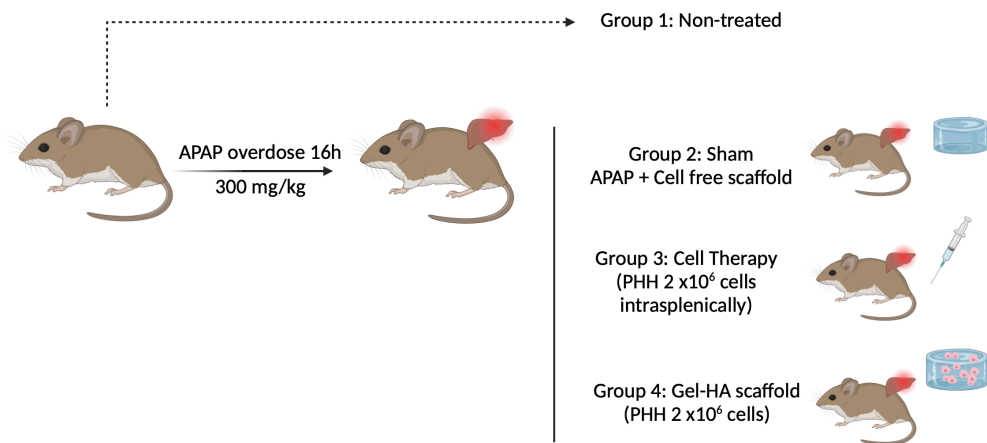 Group 1: Non-treated
APAP overdose 16h
300 mg/kg
Group 2: Sham
APAP + Cell free scaffold
Group 3: Cell Therapy
(PHH 2 x10⁶ cells
intrasplenically)
Group 4: Gel-HA scaffold
(PHH 2 x10⁶ cells)